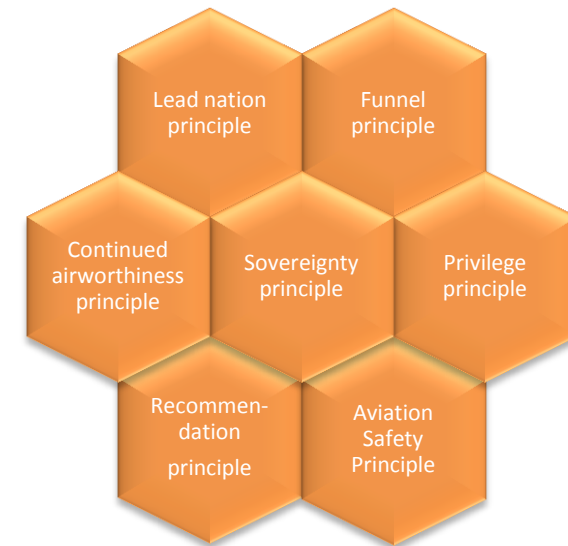 Lead nation
principle
Funnel
principle
Continued
airworthiness
principle
Sovereignty
principle
Privilege
principle
Recommen-
dation
principle
Aviation
Safety
Principle